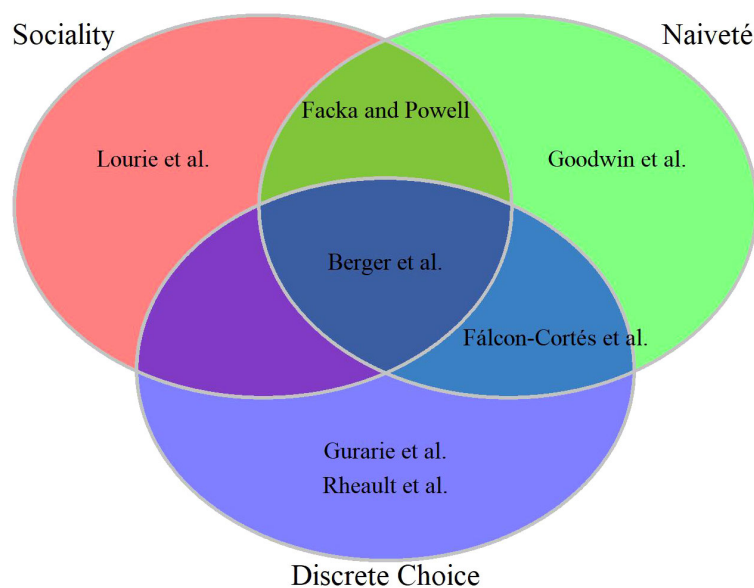 Sociality
Naiveté
Facka and Powell
Lourie et al.
Goodwin et al.
Berger et al.
Fálcon-Cortés et al.
Gurarie et al.
Rheault et al.
Discrete Choice